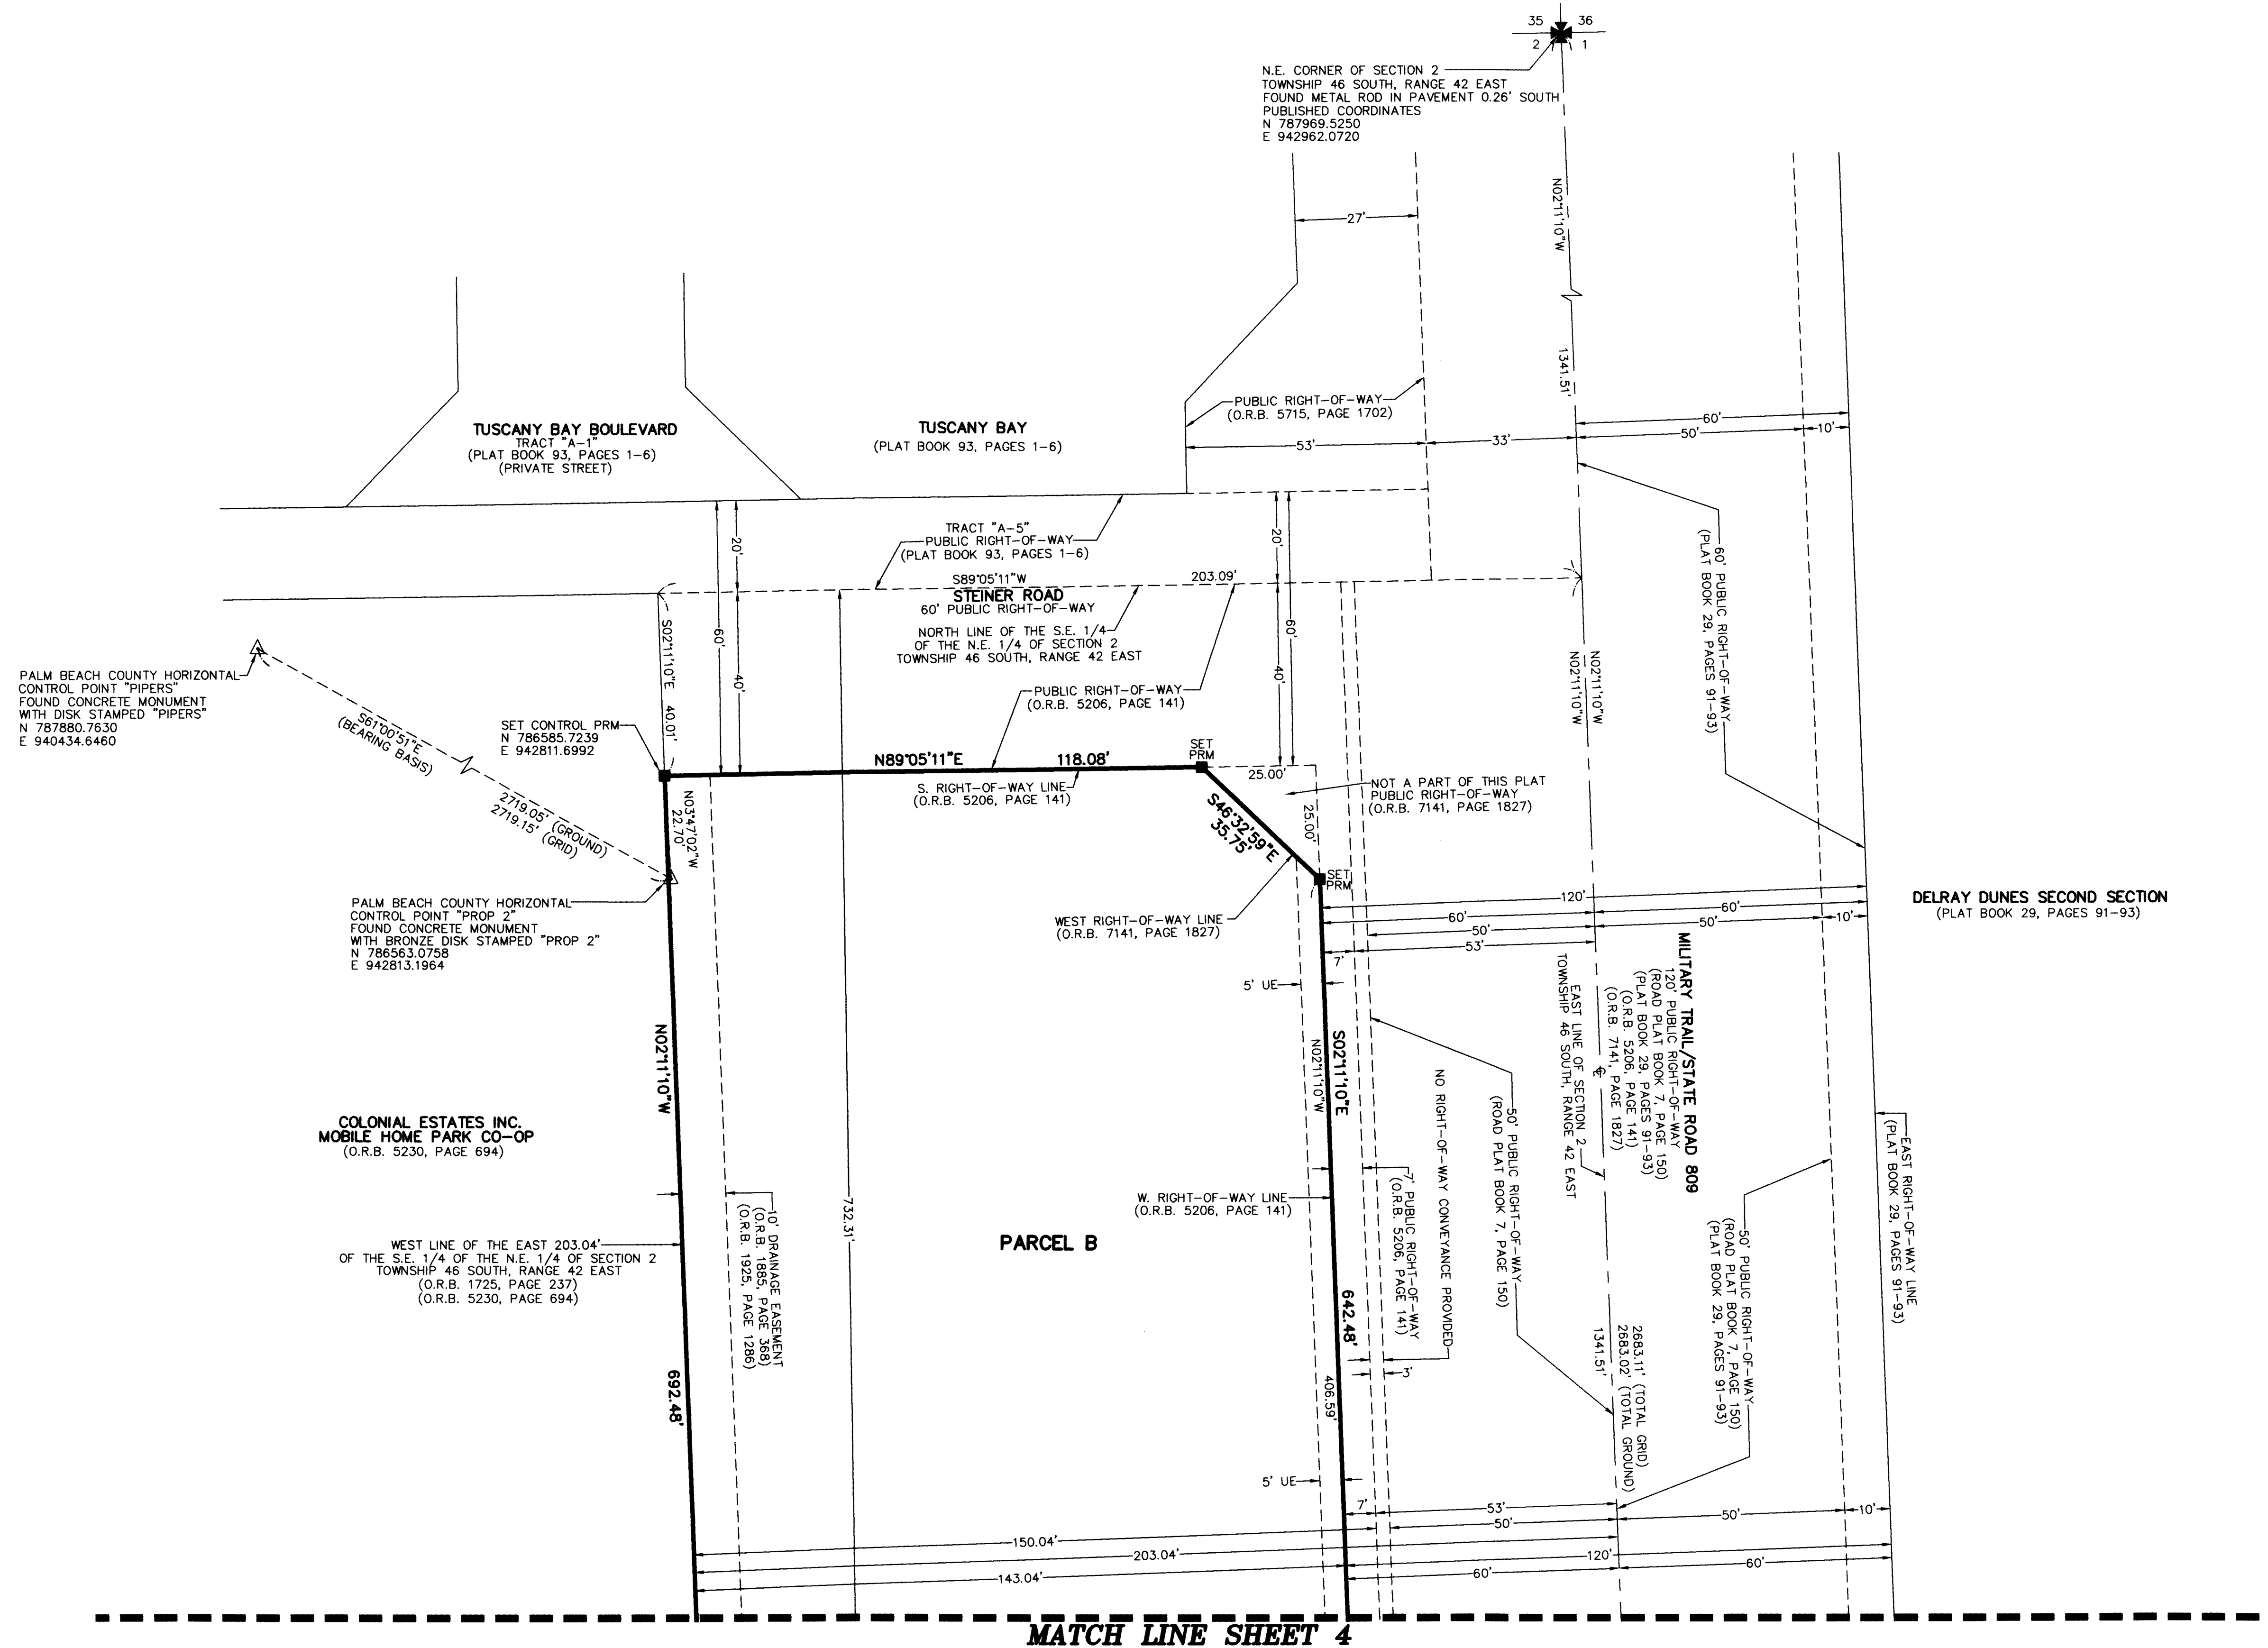 35 36
2 1
N.E. CORNER OF SECTION 2
TOWNSHIP 46 SOUTH, RANGE 42 EAST
FOUND METAL ROD IN PAVEMENT 0.26' SOUTH
PUBLISHED COORDINATES
N 787969.5250
E 942962.0720
N02°11'10"W
27'
1341.51'
PUBLIC RIGHT-OF-WAY
(O.R.B. 5715, PAGE 1702)
60'
53'
33'
50'
10'
TUSCANY BAY BOULEVARD
TRACT "A-1"
(PLAT BOOK 93, PAGES 1-6)
(PRIVATE STREET)
TUSCANY BAY
(PLAT BOOK 93, PAGES 1-6)
TRACT "A-5"
PUBLIC RIGHT-OF-WAY
(PLAT BOOK 93, PAGES 1-6)
20'
20'
60'
60'
40'
40'
S89°05'11"W
203.09'
STEINER ROAD
60' PUBLIC RIGHT-OF-WAY
NORTH LINE OF THE S.E. 1/4
OF THE N.E. 1/4 OF SECTION 2
TOWNSHIP 46 SOUTH, RANGE 42 EAST
60' PUBLIC RIGHT-OF-WAY
(PLAT BOOK 29, PAGES 91-93)
N02°11'10"W
N02°11'10"W
S02°11'10"E 40.01'
PALM BEACH COUNTY HORIZONTAL
CONTROL POINT "PIPERS"
FOUND CONCRETE MONUMENT
WITH DISK STAMPED "PIPERS"
N 787880.7630
E 940434.6460
S61°00'51"E
(BEARING BASIS)
2719.05' (GROUND)
2719.15' (GRID)
SET CONTROL PRM
N 786585.7239
E 942811.6992
PUBLIC RIGHT-OF-WAY
(O.R.B. 5206, PAGE 141)
N89°05'11"E 118.08'
S. RIGHT-OF-WAY LINE
(O.R.B. 5206, PAGE 141)
SET
PRM
25.00'
25.00'
NOT A PART OF THIS PLAT
PUBLIC RIGHT-OF-WAY
(O.R.B. 7141, PAGE 1827)
S46°32'59"E
35.75'
N03°47'02"W
22.70'
SET
PRM
PALM BEACH COUNTY HORIZONTAL
CONTROL POINT "PROP 2"
FOUND CONCRETE MONUMENT
WITH BRONZE DISK STAMPED "PROP 2"
N 786563.0758
E 942813.1964
WEST RIGHT-OF-WAY LINE
(O.R.B. 7141, PAGE 1827)
120'
60'
60'
50'
50'
10'
53'
7'
5' UE
DELRAY DUNES SECOND SECTION
(PLAT BOOK 29, PAGES 91-93)
MILITARY TRAIL/STATE ROAD 809
120' PUBLIC RIGHT-OF-WAY
(ROAD PLAT BOOK 7, PAGE 150)
(PLAT BOOK 29, PAGES 91-93)
(O.R.B. 5206, PAGE 141)
(O.R.B. 7141, PAGE 1827)
EAST LINE OF SECTION 2
TOWNSHIP 46 SOUTH, RANGE 42 EAST
N02°11'10"W
S02°11'10"E
N02°11'10"W
NO RIGHT-OF-WAY CONVEYANCE PROVIDED
50' PUBLIC RIGHT-OF-WAY
(ROAD PLAT BOOK 7, PAGE 150)
EAST RIGHT-OF-WAY LINE
(PLAT BOOK 29, PAGES 91-93)
COLONIAL ESTATES INC.
MOBILE HOME PARK CO-OP
(O.R.B. 5230, PAGE 694)
7' PUBLIC RIGHT-OF-WAY
(O.R.B. 5206, PAGE 141)
W. RIGHT-OF-WAY LINE
(O.R.B. 5206, PAGE 141)
10' DRAINAGE EASEMENT
(O.R.B. 1885, PAGE 368)
(O.R.B. 1925, PAGE 1286)
732.31'
PARCEL B
WEST LINE OF THE EAST 203.04'
OF THE S.E. 1/4 OF THE N.E. 1/4 OF SECTION 2
TOWNSHIP 46 SOUTH, RANGE 42 EAST
(O.R.B. 1725, PAGE 237)
(O.R.B. 5230, PAGE 694)
50' PUBLIC RIGHT-OF-WAY
(ROAD PLAT BOOK 7, PAGE 150)
(PLAT BOOK 29, PAGES 91-93)
642.48'
2683.11' (TOTAL GRID)
2683.02' (TOTAL GROUND)
1341.51'
692.48'
406.59'
3'
5' UE
7'
53'
50'
50'
10'
150.04'
203.04'
143.04'
120'
60'
60'
MATCH LINE SHEET 4